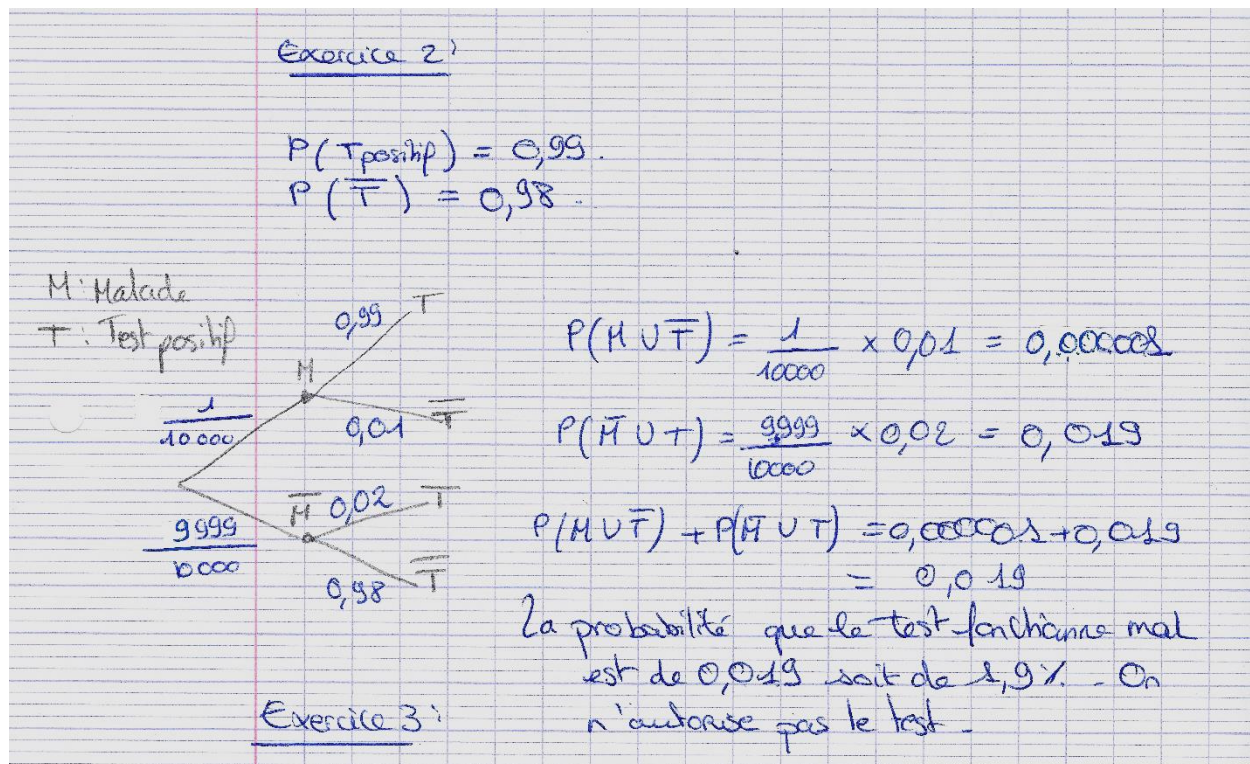 Exercice 2:
P(Tpositif) = 0,99.
P(T̅) = 0,98.
M: Malade
T: Test positif
0,99 T
M
1/10000
0,01 T̅
M̅ 0,02 T
9999/10000
0,98 T̅
P(M ∪ T̅) = 1/10000 × 0,01 = 0,000001
P(M̅ ∪ T) = 9999/10000 × 0,02 = 0,019
P(M ∪ T̅) + P(M̅ ∪ T) = 0,000001 + 0,019
= 0,019
La probabilité que le test fonctionne mal
est de 0,019 soit de 1,9%. On
n'autorise pas le test.
Exercice 3: